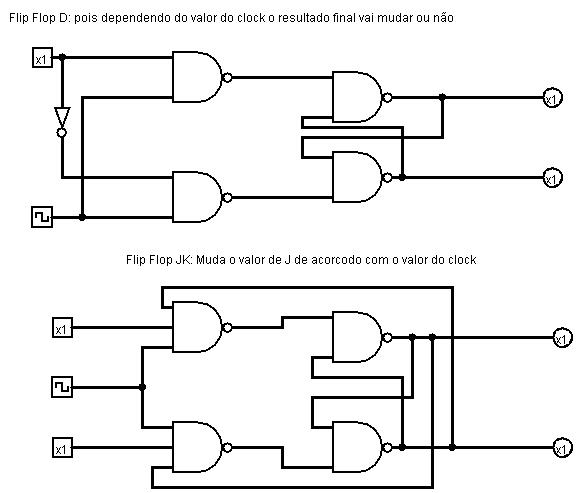 Flip Flop D: pois dependendo do valor do clock o resultado final vai mudar ou não
x1
x1
x1
Flip Flop JK: Muda o valor de J de acorcodo com o valor do clock
x1
x1
x1
x1